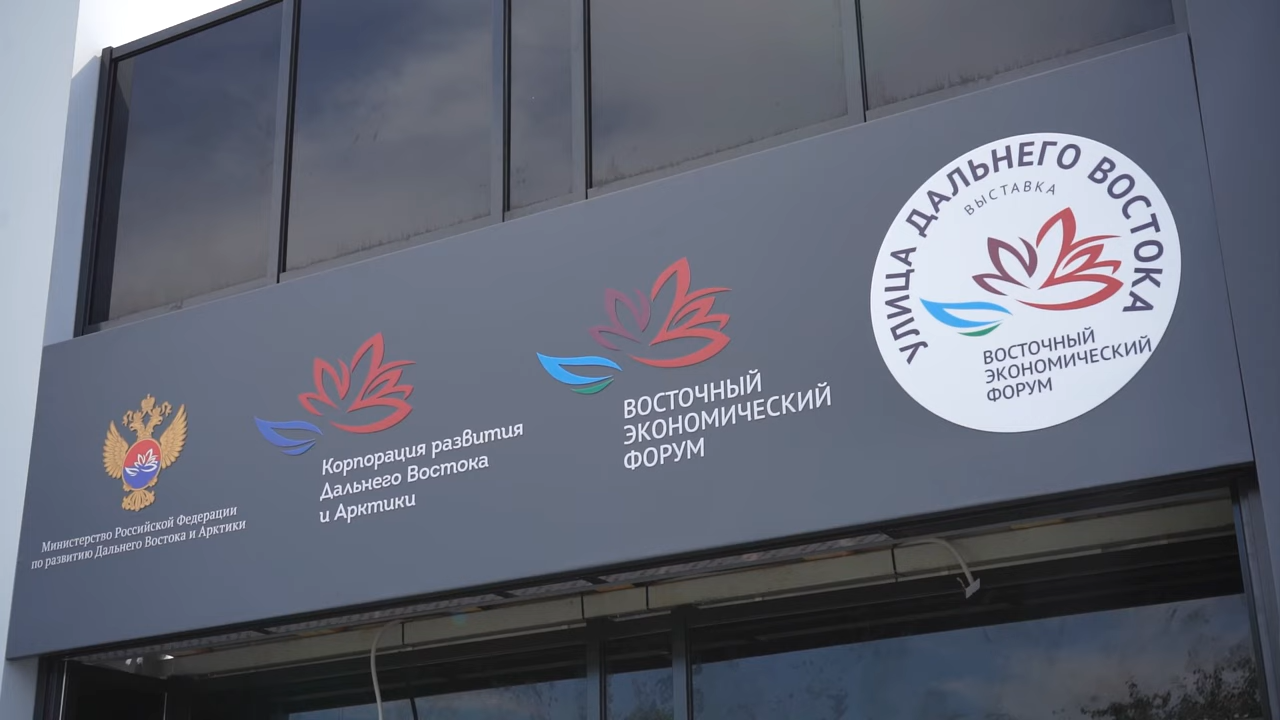 Министерство Российской Федерации
по развитию Дальнего Востока и Арктики
Корпорация развития
Дальнего Востока
и Арктики
ВОСТОЧНЫЙ
ЭКОНОМИЧЕСКИЙ
ФОРУМ
УЛИЦА ДАЛЬНЕГО ВОСТОКА
ВЫСТАВКА
ВОСТОЧНЫЙ
ЭКОНОМИЧЕСКИЙ
ФОРУМ